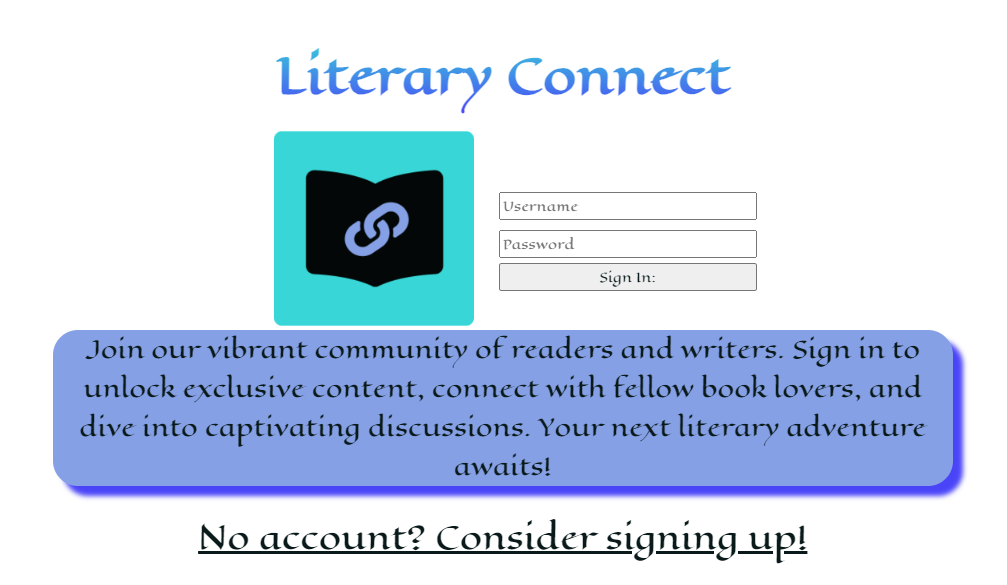 Literary Connect
Username
Password
Sign In:
Join our vibrant community of readers and writers. Sign in to
unlock exclusive content, connect with fellow book lovers, and
dive into captivating discussions. Your next literary adventure
awaits!
No account? Consider signing up!